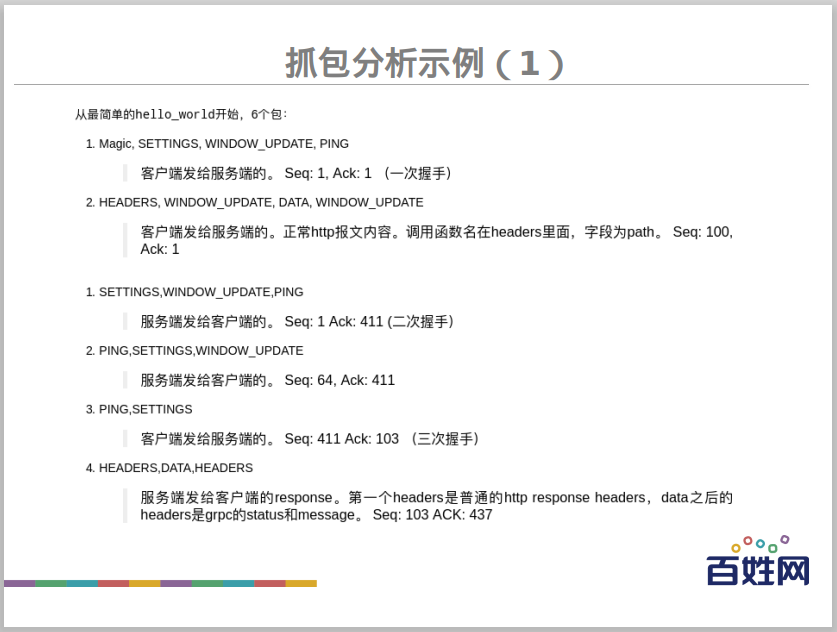 抓包分析示例（1）
从最简单的hello_world开始，6个包：
1. Magic, SETTINGS, WINDOW_UPDATE, PING
客户端发给服务端的。 Seq: 1, Ack: 1 （一次握手）
2. HEADERS, WINDOW_UPDATE, DATA, WINDOW_UPDATE
客户端发给服务端的。正常http报文内容。调用函数名在headers里面，字段为path。 Seq: 100,
Ack: 1
1. SETTINGS,WINDOW_UPDATE,PING
服务端发给客户端的。 Seq: 1 Ack: 411 (二次握手）
2. PING,SETTINGS,WINDOW_UPDATE
服务端发给客户端的。 Seq: 64, Ack: 411
3. PING,SETTINGS
客户端发给服务端的。 Seq: 411 Ack: 103 （三次握手）
4. HEADERS,DATA,HEADERS
服务端发给客户端的response。第一个headers是普通的http response headers，data之后的
headers是grpc的status和message。 Seq: 103 ACK: 437
百姓网